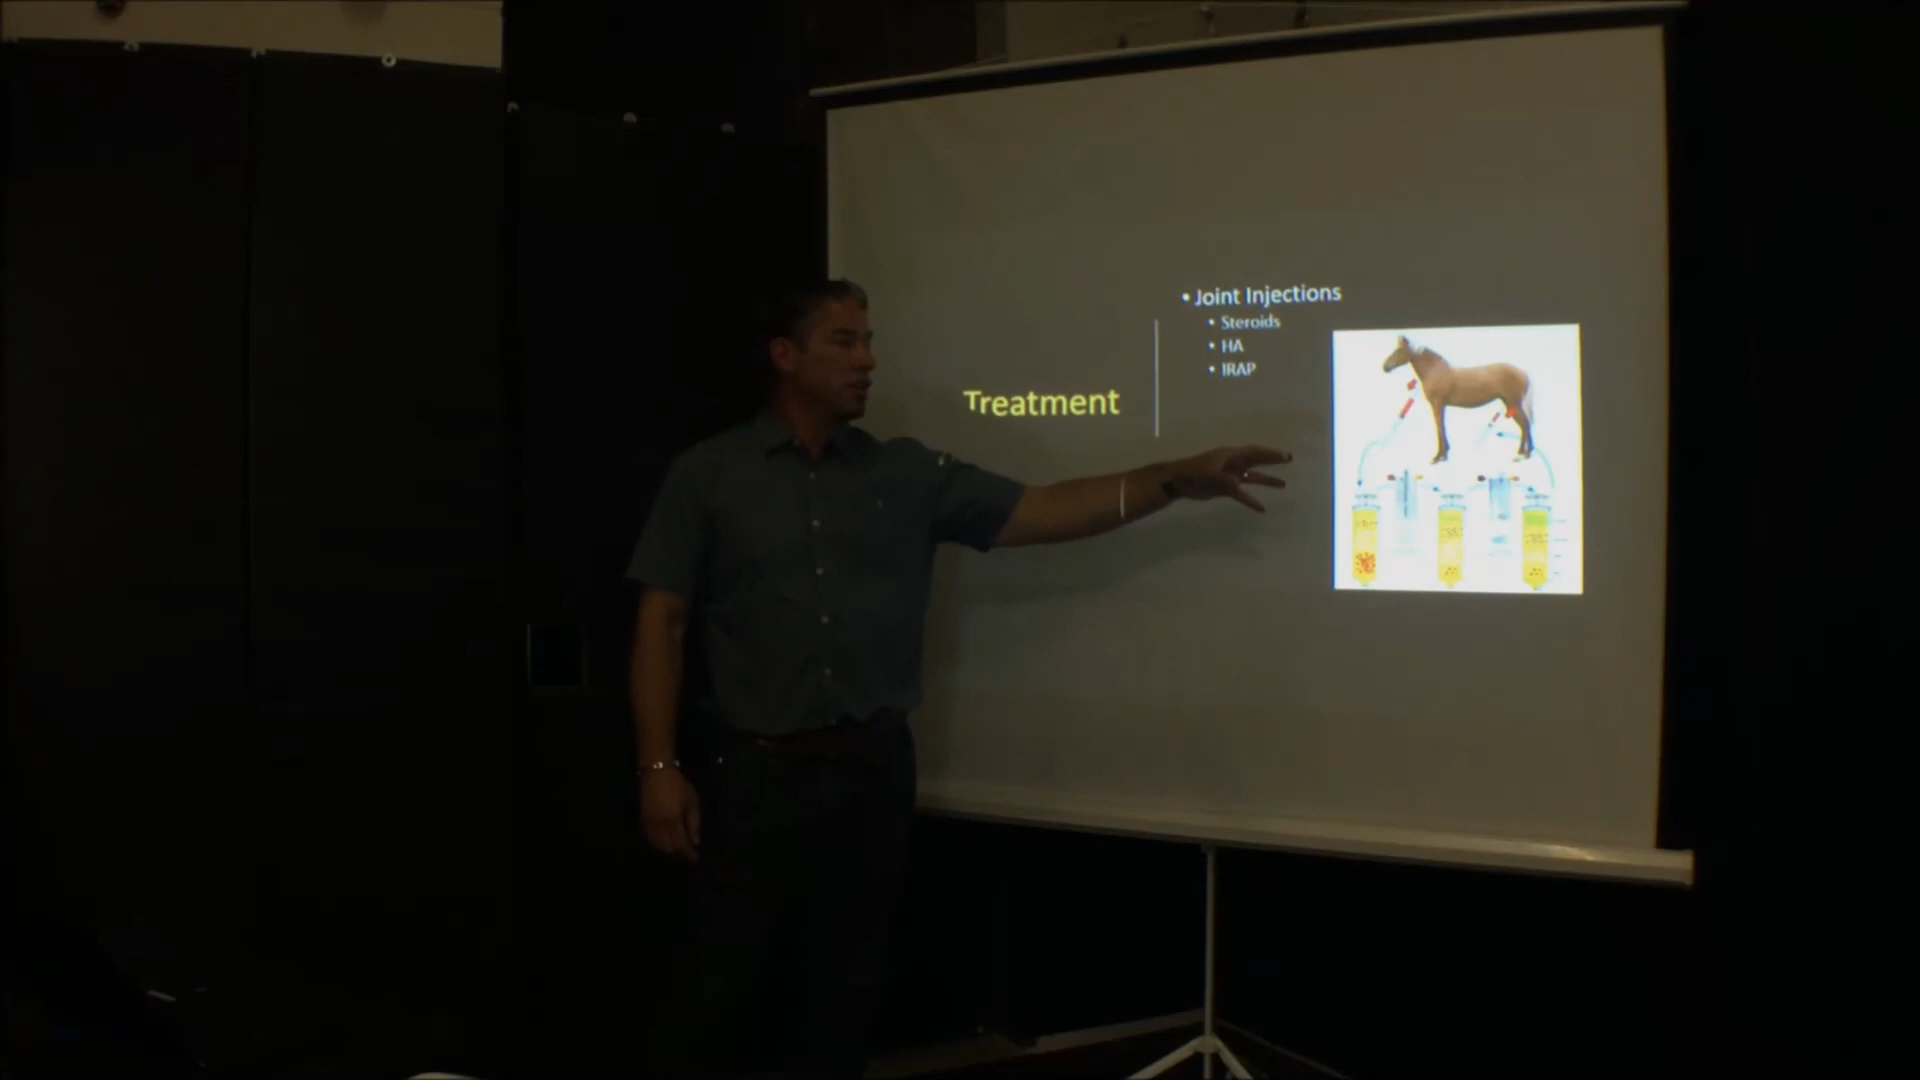 Treatment
• Joint Injections
• Steroids
• HA
• IRAP